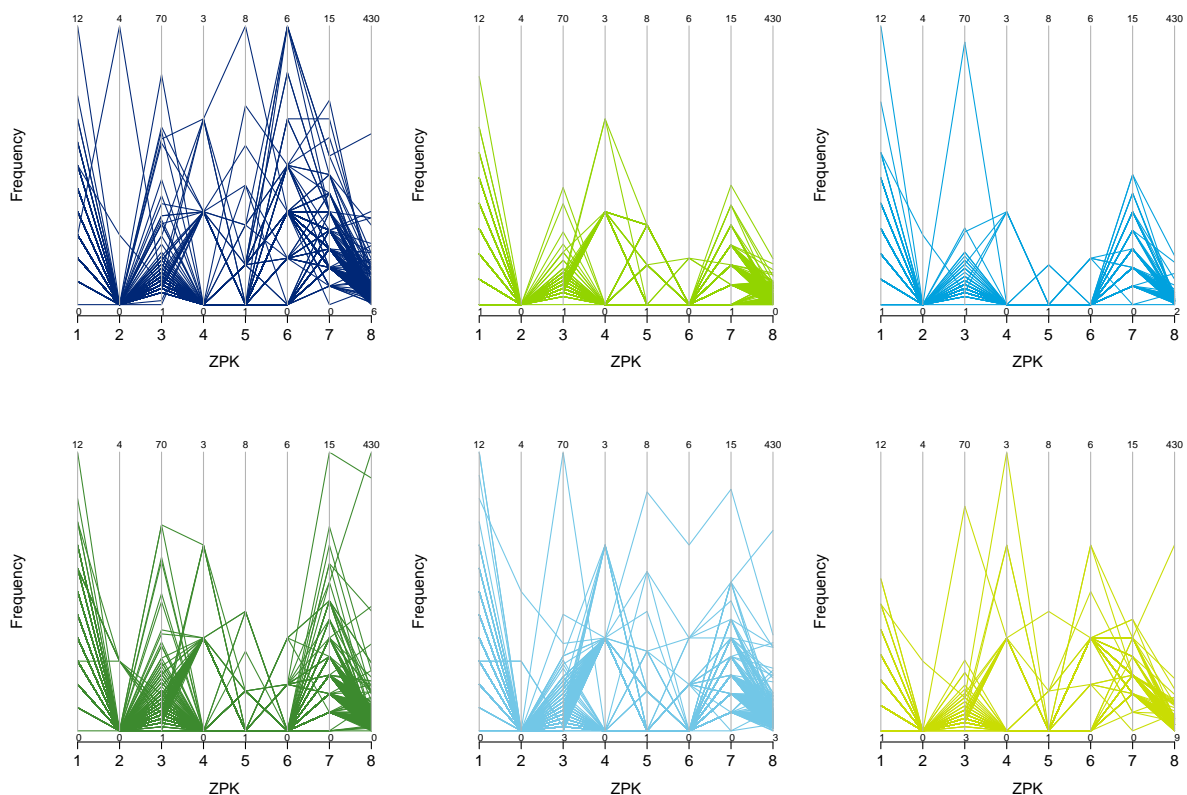 12 4 70 3 8 6 15 430
Frequency
0 0 1 0 1 0 0 6
1 2 3 4 5 6 7 8
ZPK
12 4 70 3 8 6 15 430
Frequency
1 0 1 0 1 0 1 0
1 2 3 4 5 6 7 8
ZPK
12 4 70 3 8 6 15 430
Frequency
1 0 1 0 1 0 0 2
1 2 3 4 5 6 7 8
ZPK
12 4 70 3 8 6 15 430
Frequency
0 0 1 0 1 0 0 0
1 2 3 4 5 6 7 8
ZPK
12 4 70 3 8 6 15 430
Frequency
0 0 3 0 0 0 0 3
1 2 3 4 5 6 7 8
ZPK
12 4 70 3 8 6 15 430
Frequency
0 0 3 0 1 0 0 9
1 2 3 4 5 6 7 8
ZPK